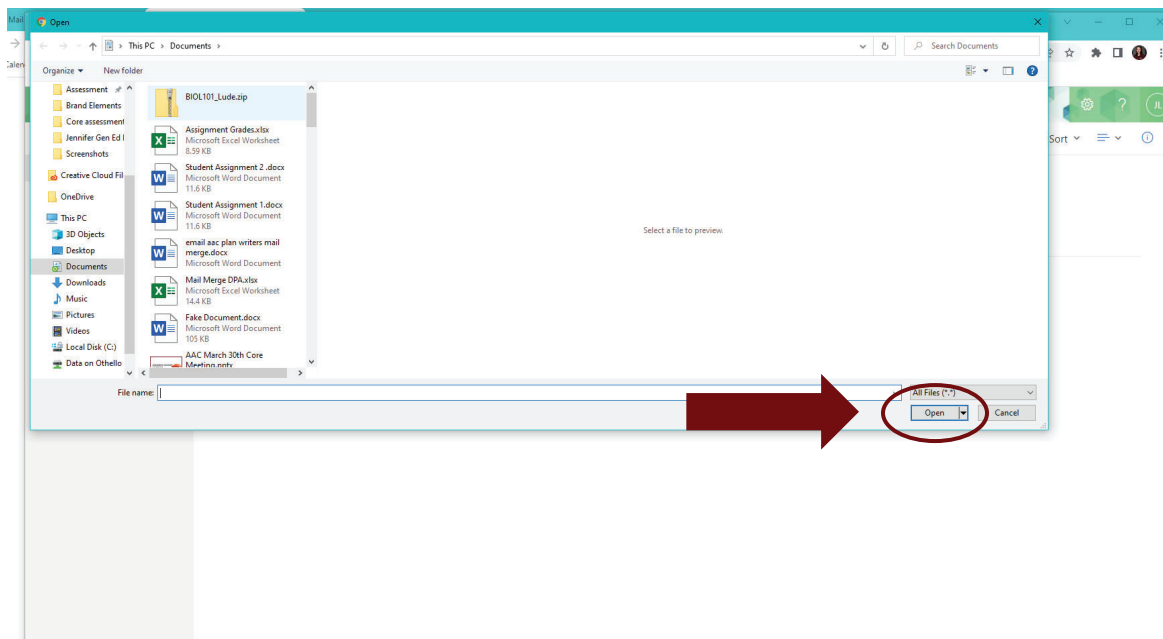 Mail
Open
This PC > Documents >
Search Documents
Organize
New folder
Calen
Assessment
Brand Elements
Core assessment
Jennifer Gen Ed
Screenshots
Creative Cloud Fil
OneDrive
This PC
3D Objects
Desktop
Documents
Downloads
Music
Pictures
Videos
Local Disk (C:)
Data on Othello
BIOL101_Lude.zip
Assignment Grades.xlsx
Microsoft Excel Worksheet
8.59 KB
Student Assignment 2 .docx
Microsoft Word Document
11.6 KB
Student Assignment 1.docx
Microsoft Word Document
11.6 KB
email aac plan writers mail
merge.docx
Microsoft Word Document
Mail Merge DPA.xlsx
Microsoft Excel Worksheet
14.4 KB
Fake Document.docx
Microsoft Word Document
105 KB
AAC March 30th Core
Meeting.pptx
Select a file to preview.
?
JL
Sort
File name:
All Files (*.*)
Open
Cancel